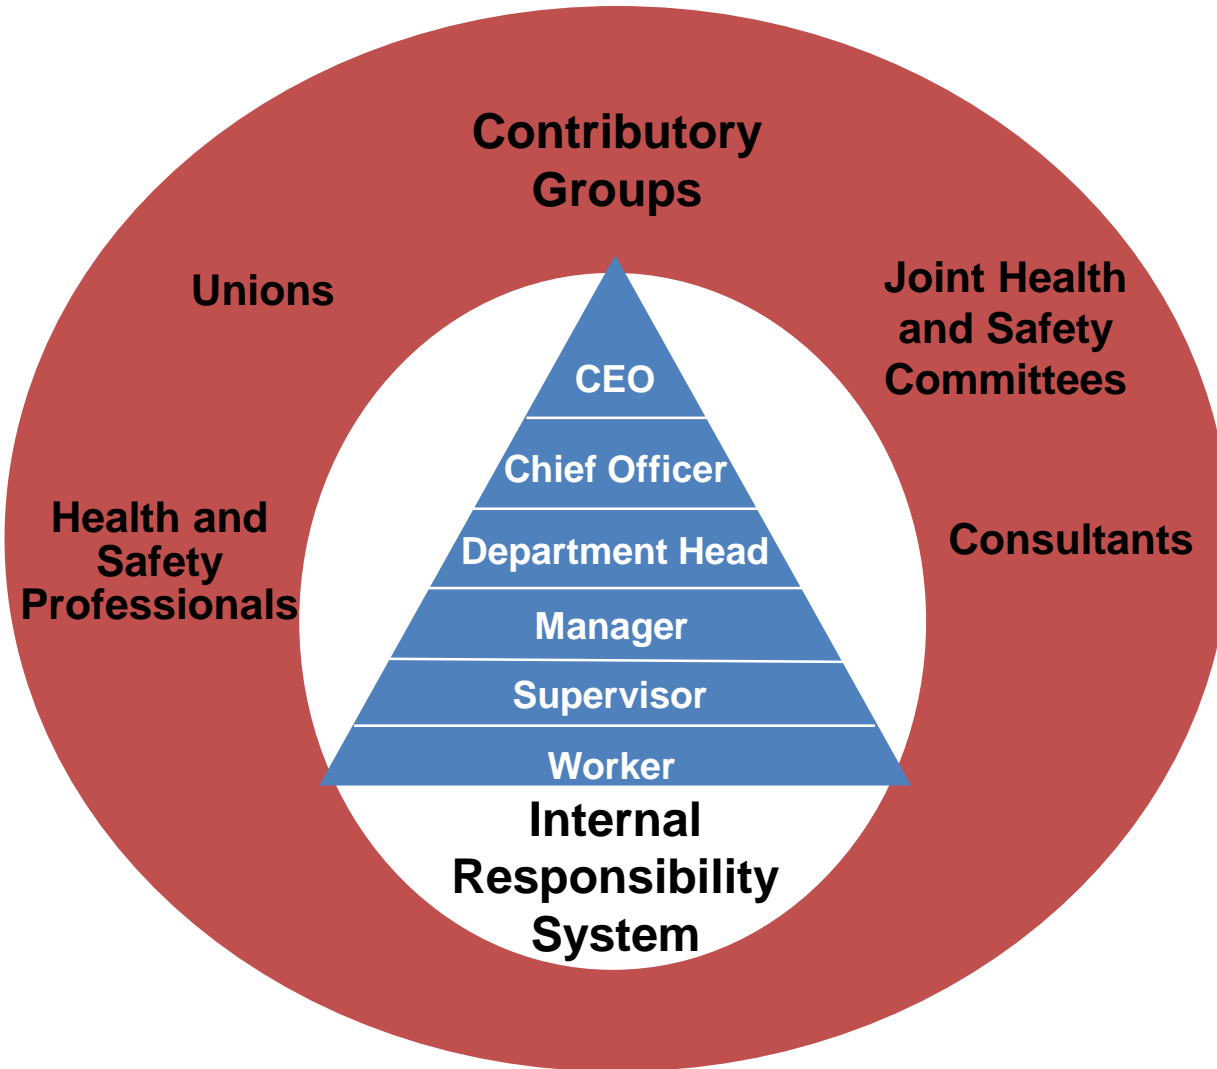 Contributory
Groups
Unions
Joint Health
and Safety
Committees
Health and
Safety
Professionals
Consultants
CEO
Chief Officer
Department Head
Manager
Supervisor
Worker
Internal
Responsibility
System